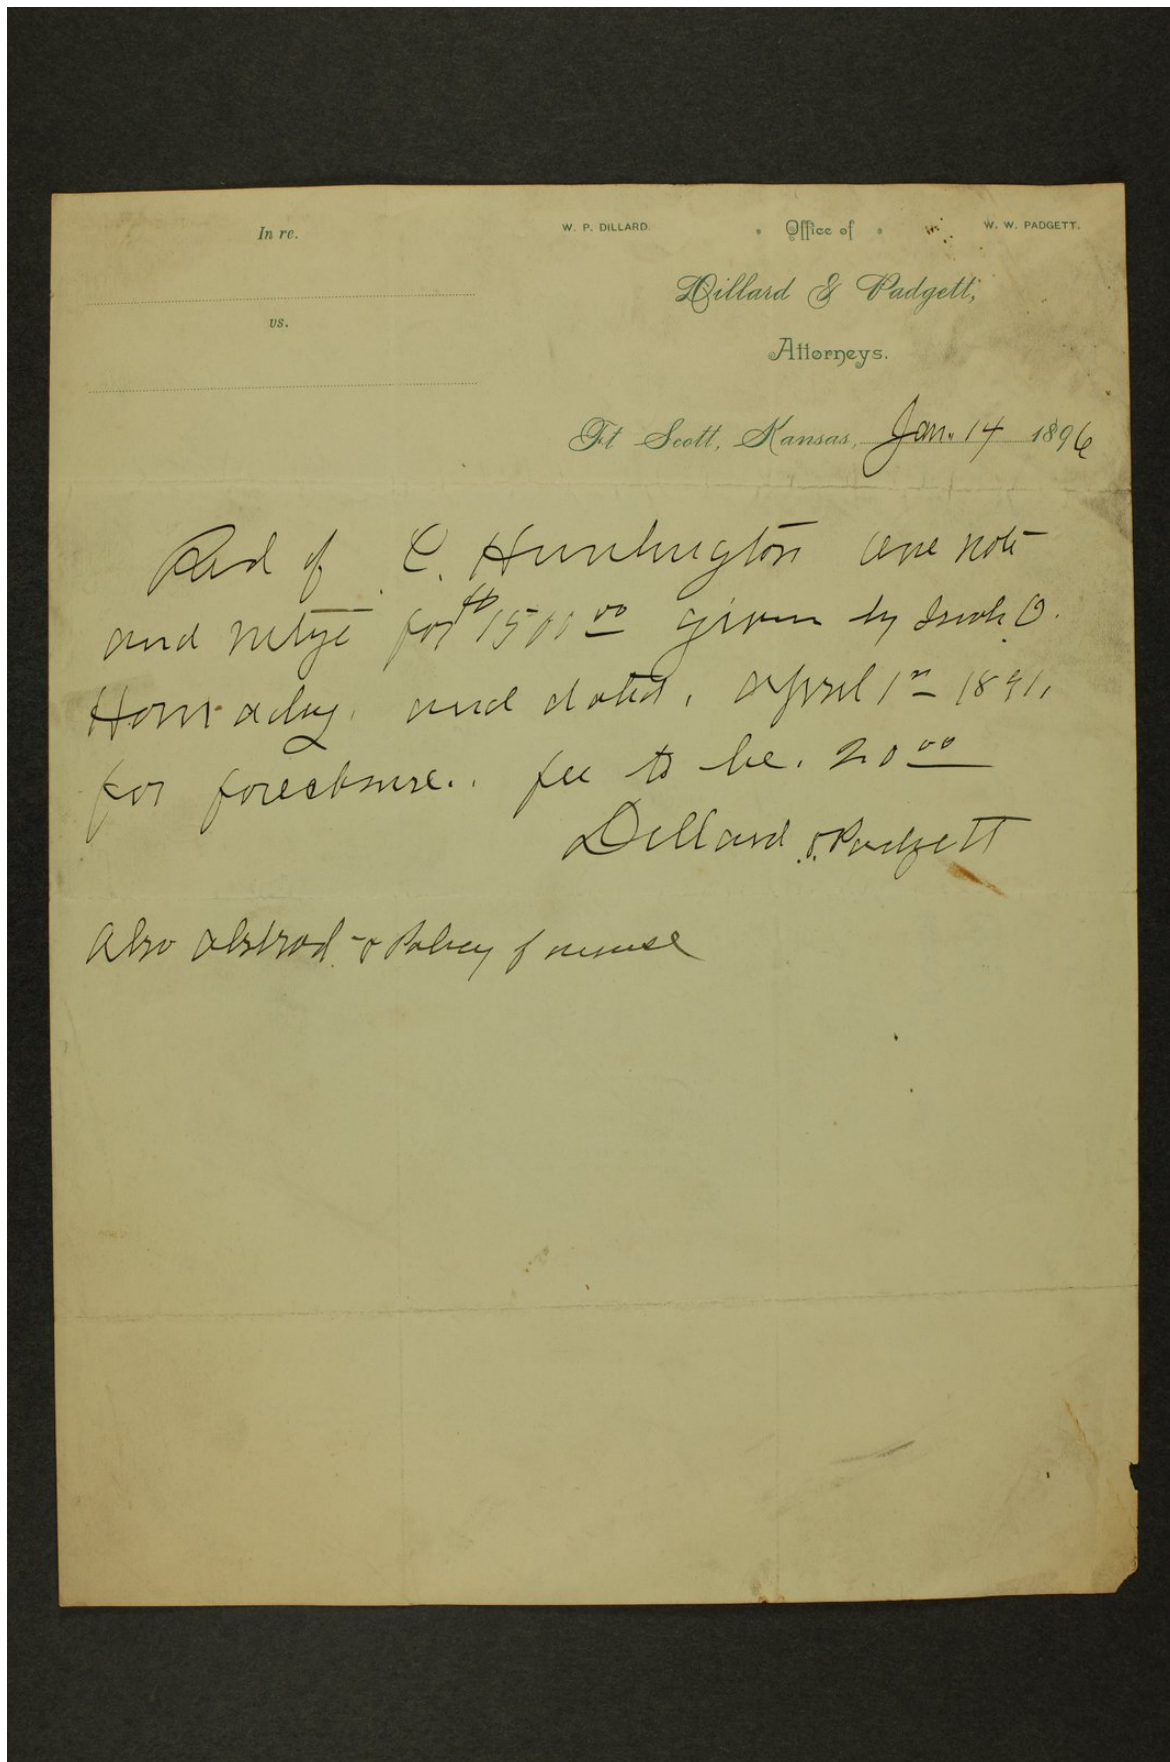 In re.
W. P. DILLARD.
Office of
W. W. PADGETT.
Dillard & Padgett,
vs.
Attorneys.
Ft Scott, Kansas, Jan. 14 1896
Recd of C. Huntington one note
and mtge for $1500 00 given by O.
Hornaday. and dated, April 1st 1891,
for foreclosure.. fee to be. 20 00
Dillard & Padgett
Also abstract & Policy of